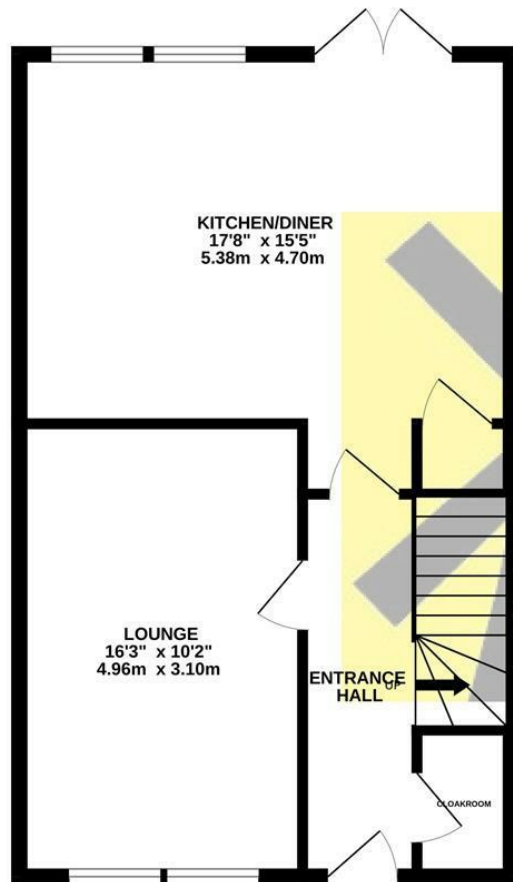 KITCHEN/DINER
17'8" x 15'5"
5.38m x 4.70m
LOUNGE
16'3" x 10'2"
4.96m x 3.10m
ENTRANCE
HALL
UP
CLOAKROOM